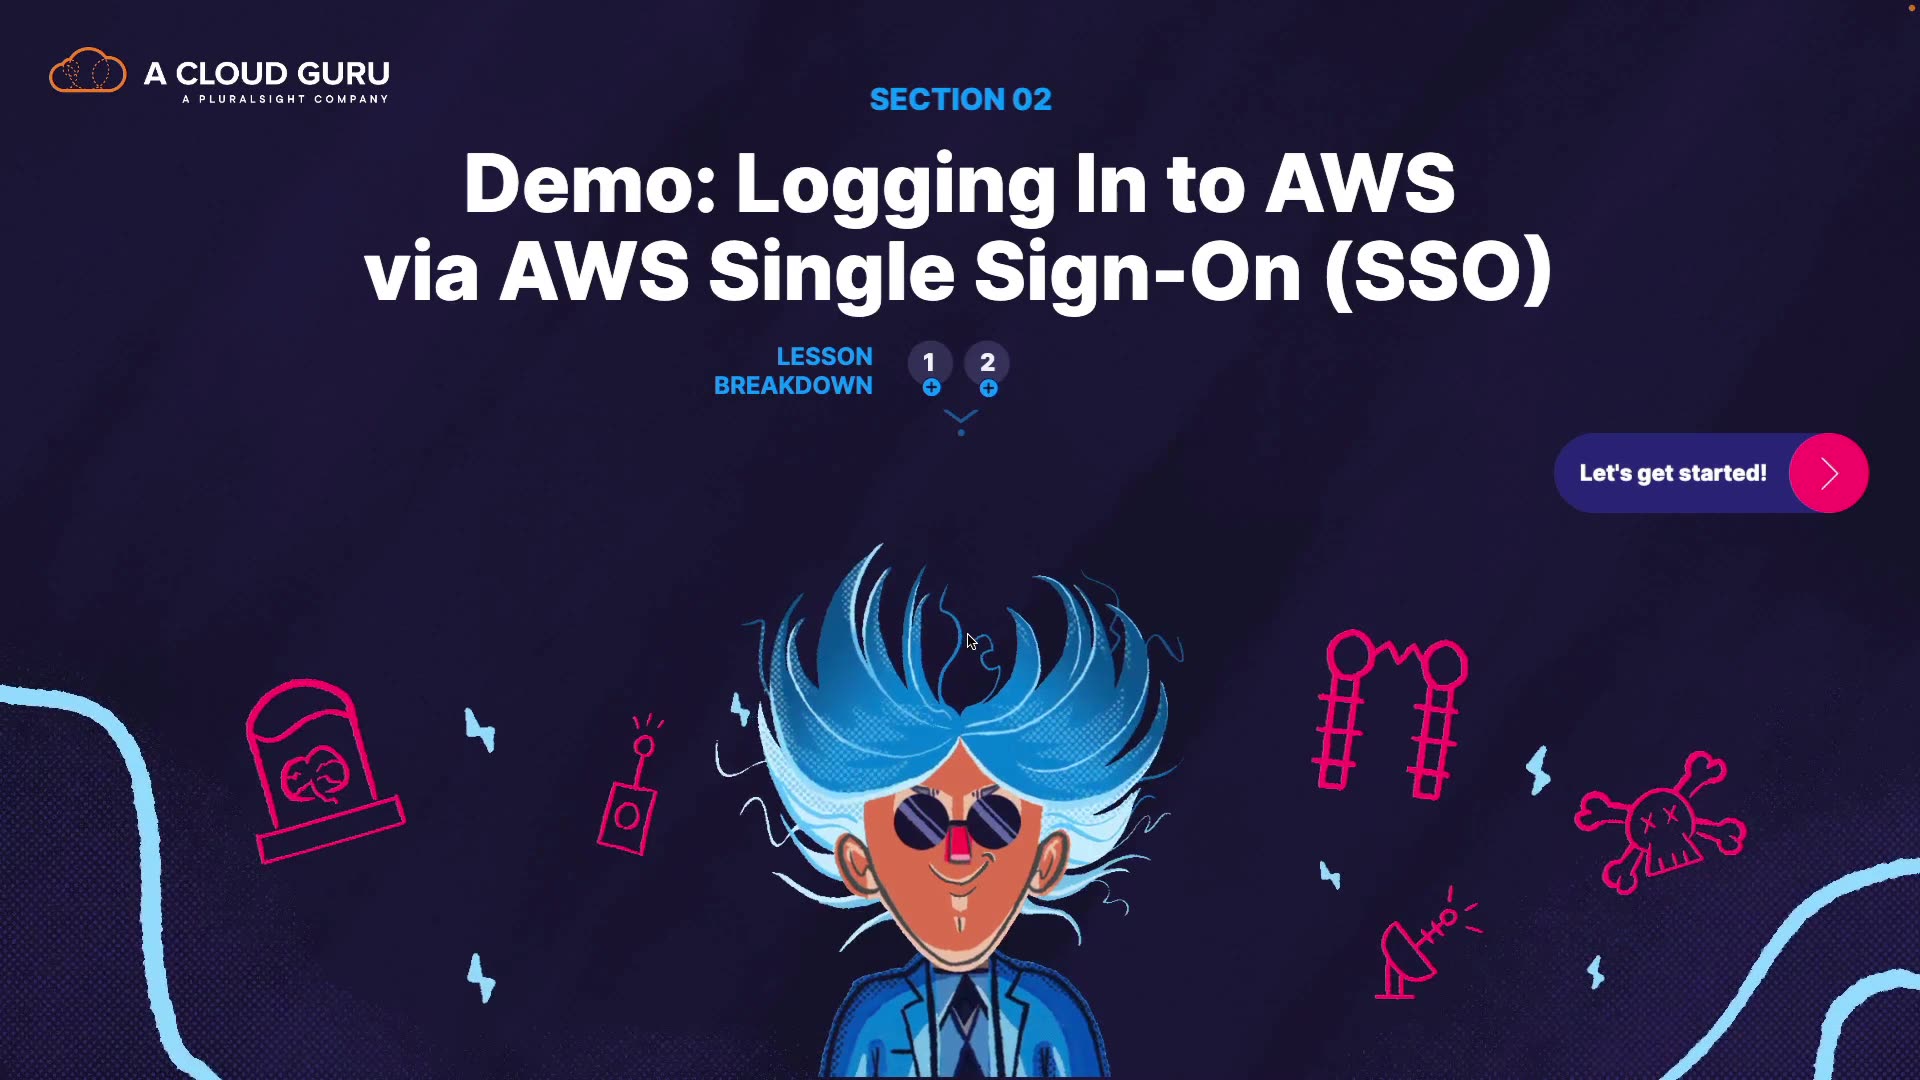 A CLOUD GURU
A PLURALSIGHT COMPANY
SECTION 02
Demo: Logging In to AWS
via AWS Single Sign-On (SSO)
LESSON
BREAKDOWN
1 2
Let's get started!